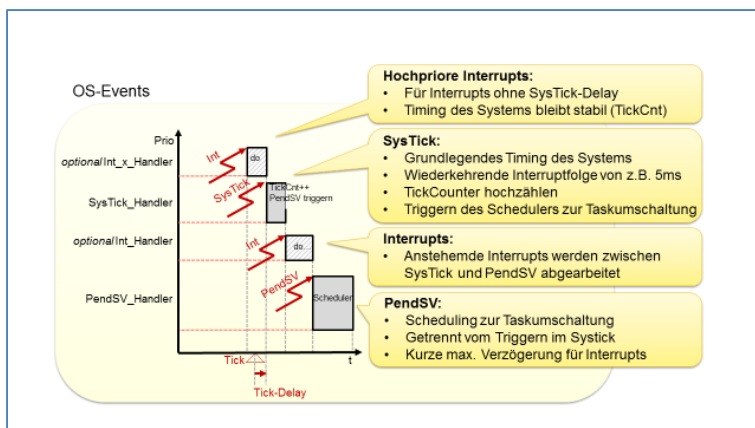 OS-Events
Prio
optional Int_x_Handler
SysTick_Handler
optional Int_Handler
PendSV_Handler
Int
do
SysTick
TickCnt++
PendSV triggern
Int
do
PendSV
Scheduler
Tick
t
Tick-Delay
Hochpriore Interrupts:
• Für Interrupts ohne SysTick-Delay
• Timing des Systems bleibt stabil (TickCnt)
SysTick:
• Grundlegendes Timing des Systems
• Wiederkehrende Interruptfolge von z.B. 5ms
• TickCounter hochzählen
• Triggern des Schedulers zur Taskumschaltung
Interrupts:
• Anstehende Interrupts werden zwischen
SysTick und PendSV abgearbeitet
PendSV:
• Scheduling zur Taskumschaltung
• Getrennt vom Triggern im Systick
• Kurze max. Verzögerung für Interrupts